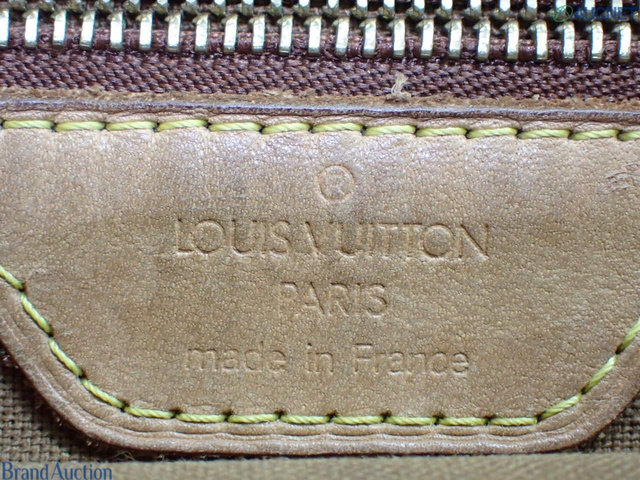 ®
LOUIS VUITTON
PARIS
made in France
Brand Auction